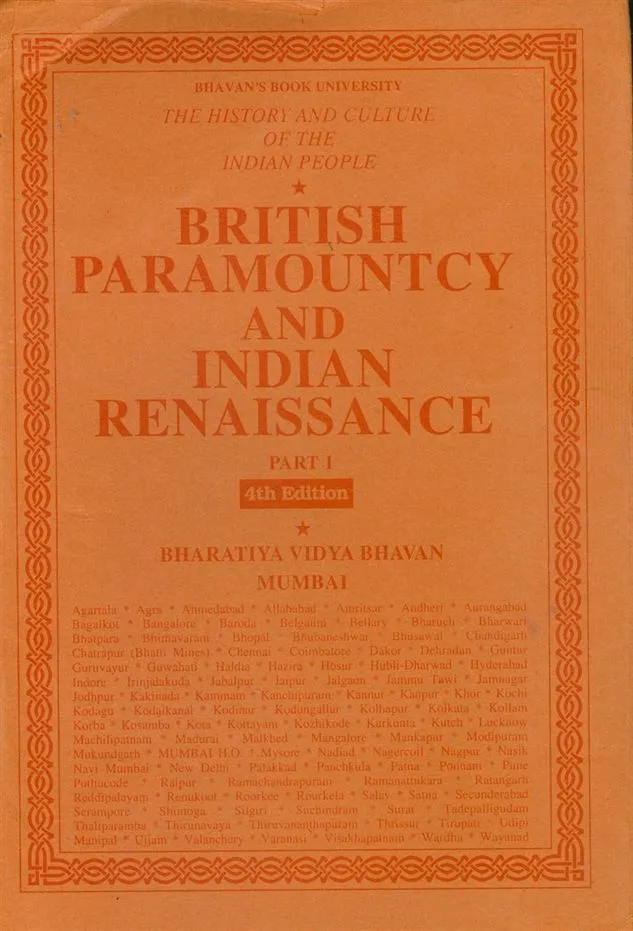 BHAVAN'S BOOK UNIVERSITY
THE HISTORY AND CULTURE
OF THE
INDIAN PEOPLE
★
BRITISH
PARAMOUNTCY
AND
INDIAN
RENAISSANCE
PART I
4th Edition
★
BHARATIYA VIDYA BHAVAN
MUMBAI
Agartala * Agra * Ahmedabad * Allahabad * Amritsar * Andheri * Aurangabad
Bagalkot * Bangalore * Baroda * Belgaum * Bellary * Bharuch * Bharwari
Bhatpara * Bhimavaram * Bhopal * Bhubaneshwar * Bhusawal * Chandigarh
Chatrapur (Bhatti Mines) * Chennai * Coimbatore * Dakor * Dehradun * Guntur
Guruvayur * Guwahati * Haldia * Hazira * Hosur * Hubli-Dharwad * Hyderabad
Indore * Irinjidakuda * Jabalpur * Jaipur * Jalgaon * Jammu Tawi * Jamnagar
Jodhpur * Kakinada * Kammam * Kanchipuram * Kannur * Kanpur * Khor * Kochi
Kodagu * Kodaikanal * Kodinar * Kodungallur * Kolhapur * Kolkata * Kollam
Korba * Kosamba * Kota * Kottayam * Kozhikode * Kurkunta * Kutch * Lucknow
Machilipatnam * Madurai * Malkhed * Mangalore * Mankapur * Modipuram
Mukundgarh * MUMBAI H.O. * Mysore * Nadiad * Nagercoil * Nagpur * Nasik
Navi Mumbai * New Delhi * Palakkad * Panchkula * Patna * Ponnani * Pune
Puthucode * Raipur * Ramachandrapuram * Ramanattukara * Ratangarh
Reddipalayam * Renukoot * Roorkee * Rourkela * Salav * Satna * Secunderabad
Serampore * Shimoga * Siliguri * Suchindram * Surat * Tadepalligudam
Thaliparamba * Thirunavaya * Thiruvananthapuram * Thrissur * Tirupati * Udipi
Manipal * Ujjam * Valanchery * Varanasi * Visakhapatnam * Wardha * Wayanad